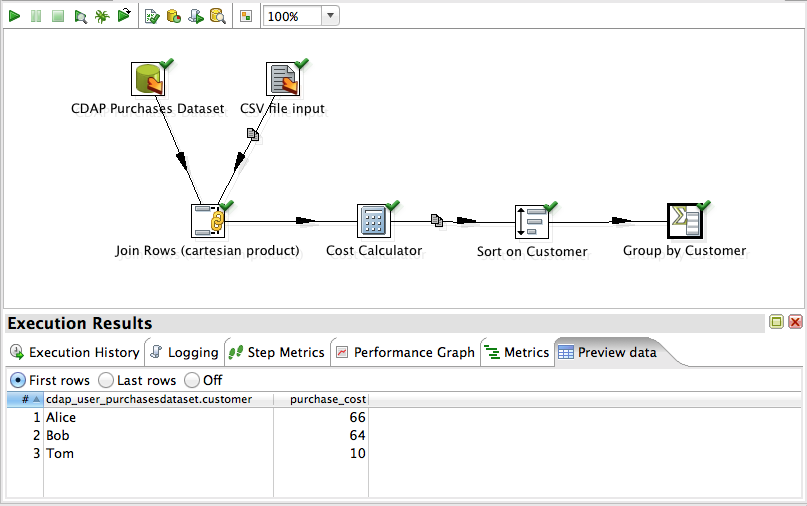 100%
CDAP Purchases Dataset CSV file input
Join Rows (cartesian product) Cost Calculator Sort on Customer Group by Customer
Execution Results
Execution History Logging Step Metrics Performance Graph Metrics Preview data
First rows Last rows Off
# cdap_user_purchasesdataset.customer purchase_cost
1 Alice 66
2 Bob 64
3 Tom 10